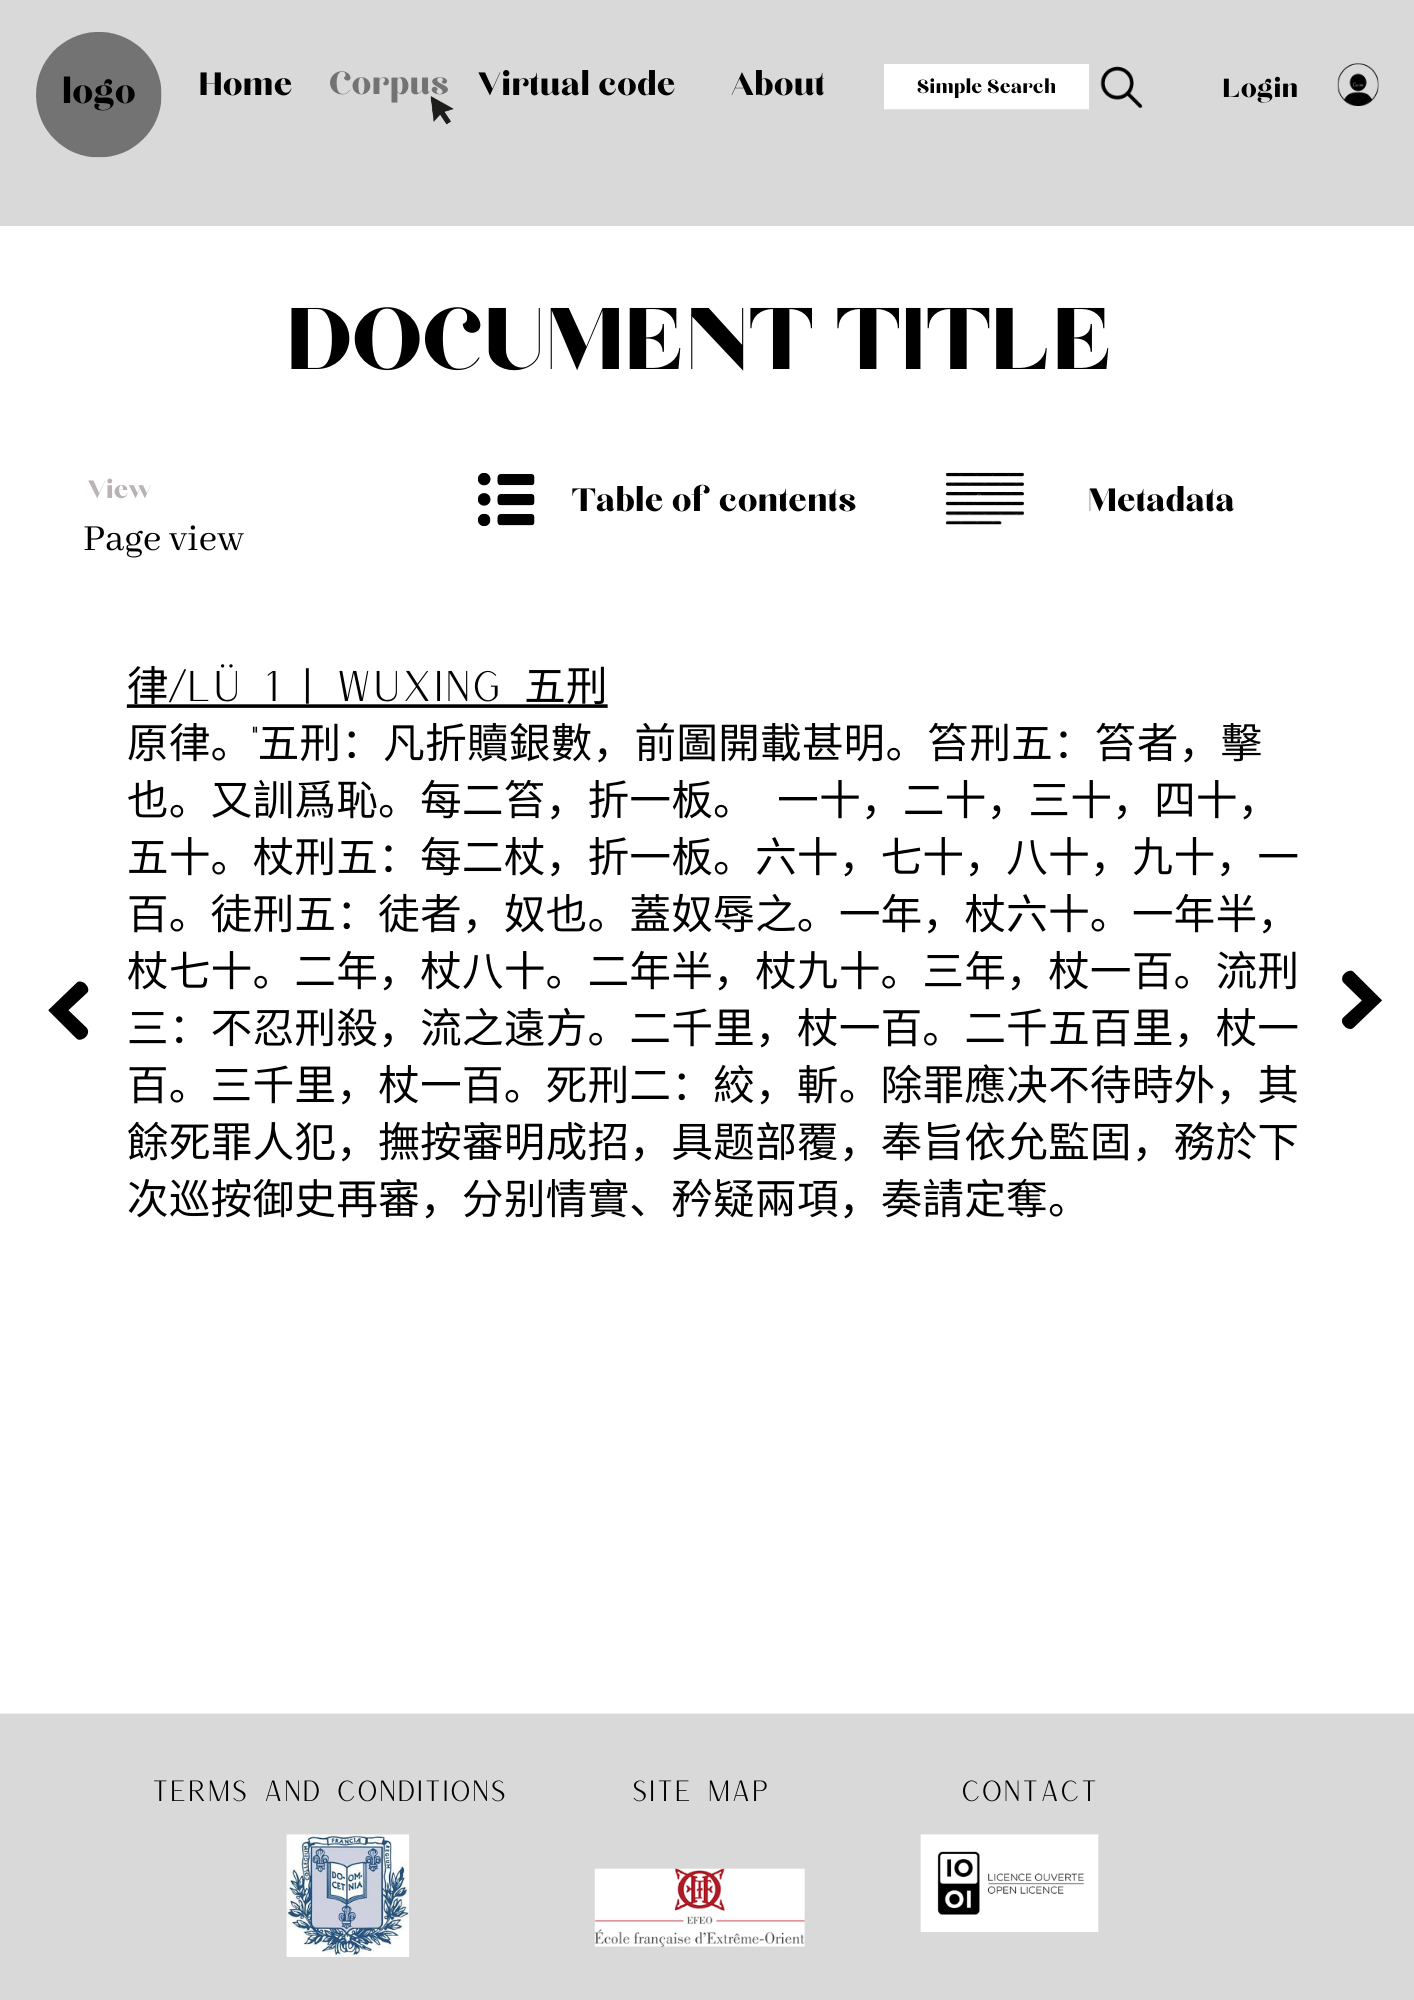 logo
Home
Corpus
Virtual code
About
Simple Search
Login
DOCUMENT TITLE
View
Page view
Table of contents
Metadata
律/LÜ 1 | WUXING 五刑
原律。"五刑：凡折贖銀數，前圖開載甚明。笞刑五：笞者，擊
也。又訓爲恥。每二笞，折一板。 一十，二十，三十，四十，
五十。杖刑五：每二杖，折一板。六十，七十，八十，九十，一
百。徒刑五：徒者，奴也。蓋奴辱之。一年，杖六十。一年半，
杖七十。二年，杖八十。二年半，杖九十。三年，杖一百。流刑
三：不忍刑殺，流之遠方。二千里，杖一百。二千五百里，杖一
百。三千里，杖一百。死刑二：絞，斬。除罪應决不待時外，其
餘死罪人犯，撫按審明成招，具题部覆，奉旨依允監固，務於下
次巡按御史再審，分别情實、矜疑兩項，奏請定奪。
TERMS AND CONDITIONS
SITE MAP
CONTACT
COLLEGIUM FRANCIÆ REGIUM
DO- OM-
CET NIA
EFEO
École française d'Extrême-Orient
IO
OI
LICENCE OUVERTE
OPEN LICENCE